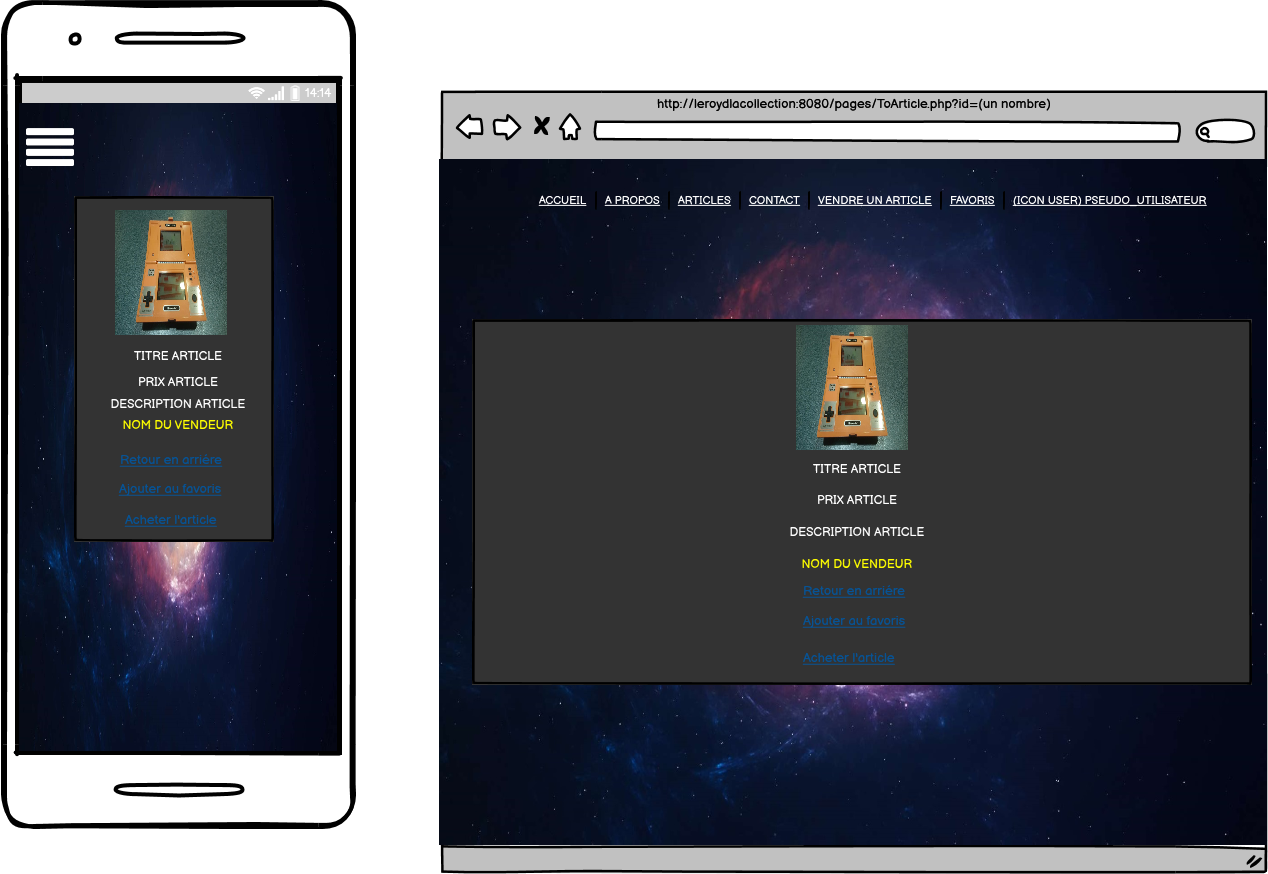 14:14
TITRE ARTICLE
PRIX ARTICLE
DESCRIPTION ARTICLE
NOM DU VENDEUR
Retour en arrière
Ajouter au favoris
Acheter l'article
http://leroydlacollection:8080/pages/ToArticle.php?id=(un nombre)
ACCUEIL A PROPOS ARTICLES CONTACT VENDRE UN ARTICLE FAVORIS (ICON USER) PSEUDO_UTILISATEUR
TITRE ARTICLE
PRIX ARTICLE
DESCRIPTION ARTICLE
NOM DU VENDEUR
Retour en arrière
Ajouter au favoris
Acheter l'article